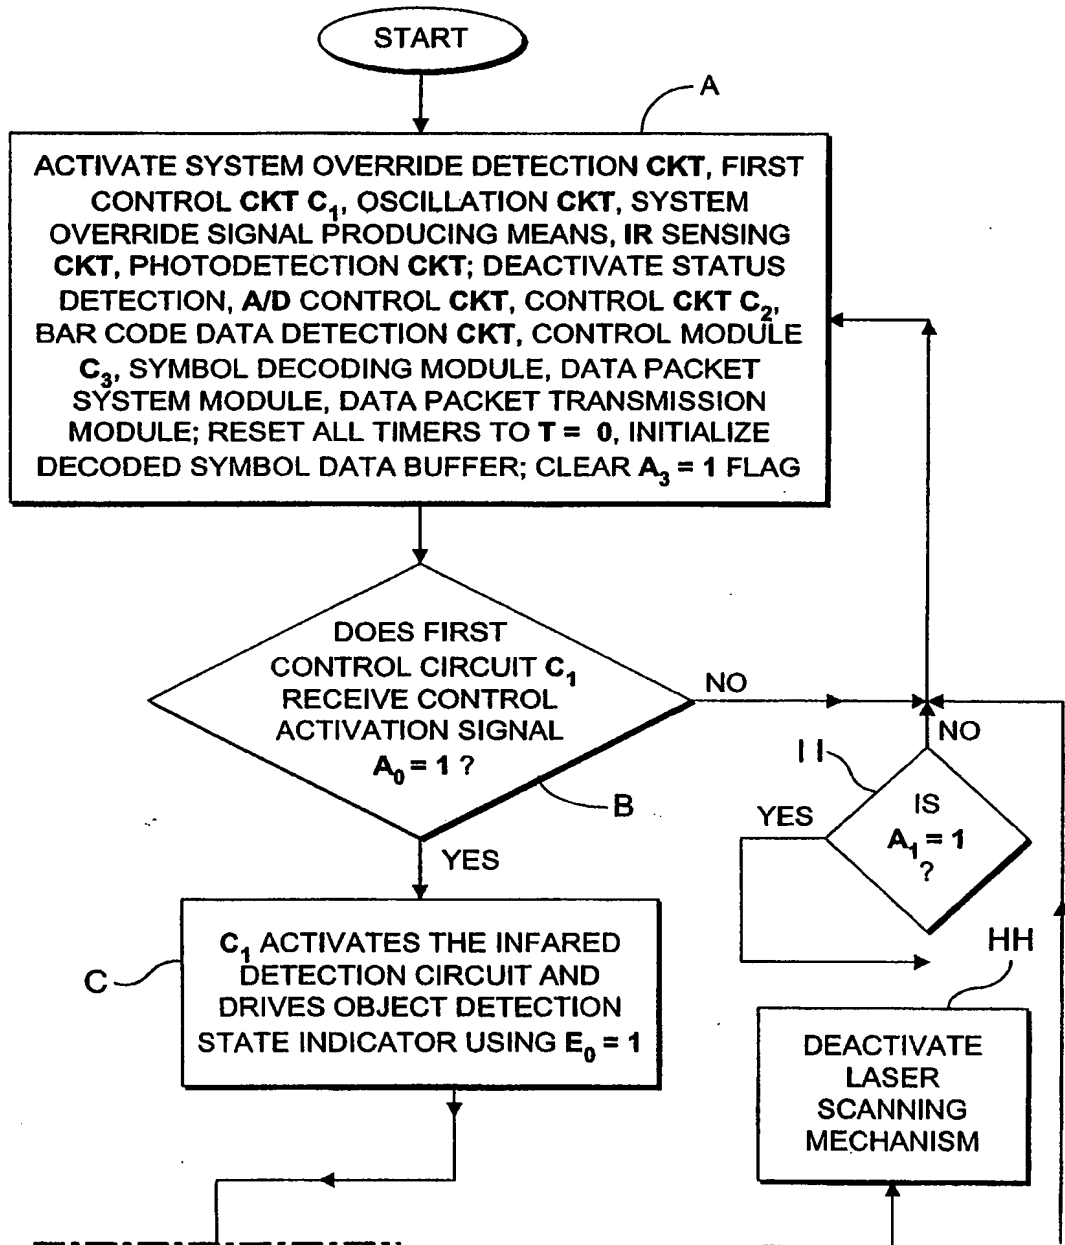 START
A
ACTIVATE SYSTEM OVERRIDE DETECTION CKT, FIRST
CONTROL CKT C1, OSCILLATION CKT, SYSTEM
OVERRIDE SIGNAL PRODUCING MEANS, IR SENSING
CKT, PHOTODETECTION CKT; DEACTIVATE STATUS
DETECTION, A/D CONTROL CKT, CONTROL CKT C2,
BAR CODE DATA DETECTION CKT, CONTROL MODULE
C3, SYMBOL DECODING MODULE, DATA PACKET
SYSTEM MODULE, DATA PACKET TRANSMISSION
MODULE; RESET ALL TIMERS TO T = 0, INITIALIZE
DECODED SYMBOL DATA BUFFER; CLEAR A3 = 1 FLAG
DOES FIRST
CONTROL CIRCUIT C1
RECEIVE CONTROL
ACTIVATION SIGNAL
A0 = 1 ?
NO
B
YES
NO
II
YES
IS
A1 = 1
?
C
C1 ACTIVATES THE INFARED
DETECTION CIRCUIT AND
DRIVES OBJECT DETECTION
STATE INDICATOR USING E0 = 1
HH
DEACTIVATE
LASER
SCANNING
MECHANISM